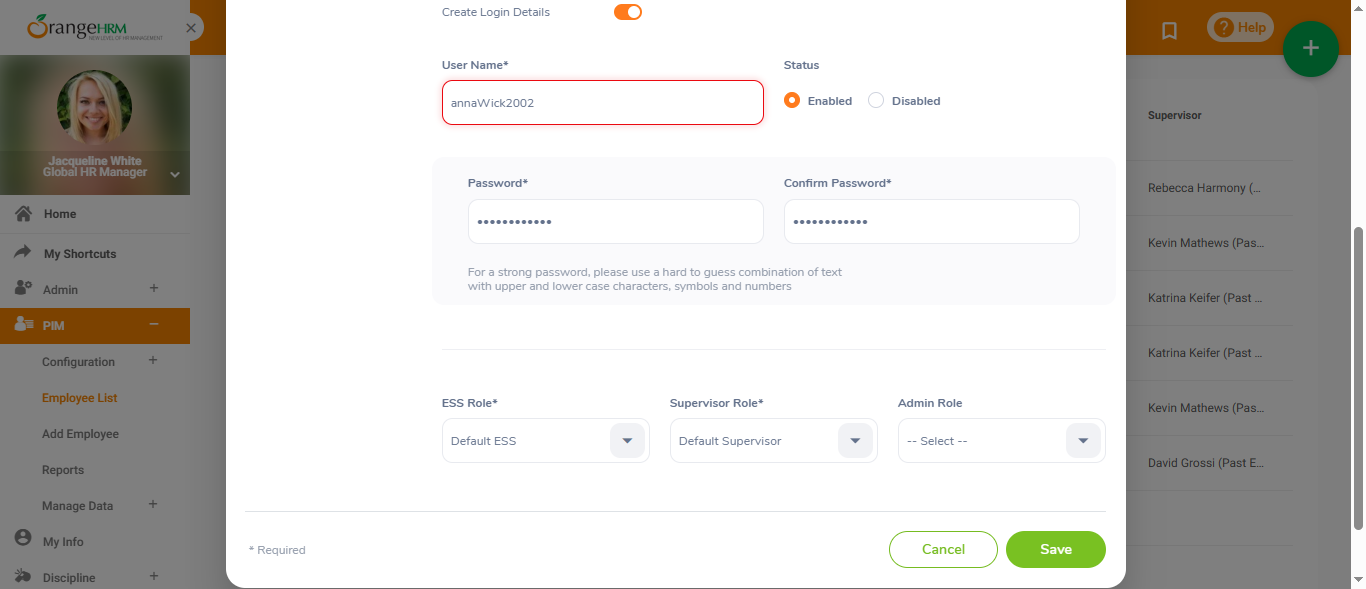 OrangeHRM
NEW LEVEL OF HR MANAGEMENT
Jacqueline White
Global HR Manager
Home
My Shortcuts
Admin
PIM
Configuration
Employee List
Add Employee
Reports
Manage Data
My Info
Discipline
Create Login Details
User Name*
annaWick2002
Status
Enabled
Disabled
Password*
Confirm Password*
For a strong password, please use a hard to guess combination of text
with upper and lower case characters, symbols and numbers
ESS Role*
Supervisor Role*
Admin Role
Default ESS
Default Supervisor
-- Select --
* Required
Cancel
Save
Help
Supervisor
Rebecca Harmony (...
Kevin Mathews (Pas...
Katrina Keifer (Past ...
Katrina Keifer (Past ...
Kevin Mathews (Pas...
David Grossi (Past E...